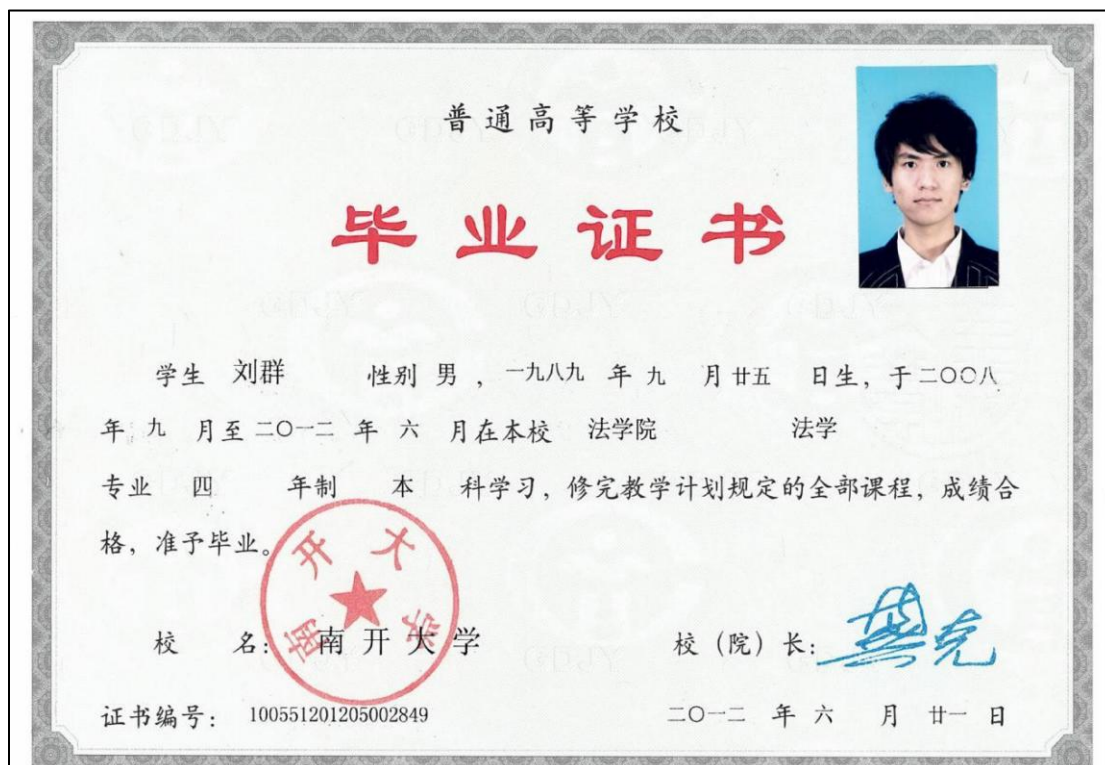 普通高等学校
毕业证书
学生 刘群 性别 男 , 一九八九 年 九 月 廿五 日生, 于二〇〇八
年 九 月至 二〇一二 年 六 月在本校 法学院 法学
专业 四 年制 本 科学习, 修完教学计划规定的全部课程, 成绩合
格, 准予毕业。
南开大学
校 名: 南开大学 校(院)长:
证书编号: 100551201205002849 二〇一二 年 六 月 廿一 日